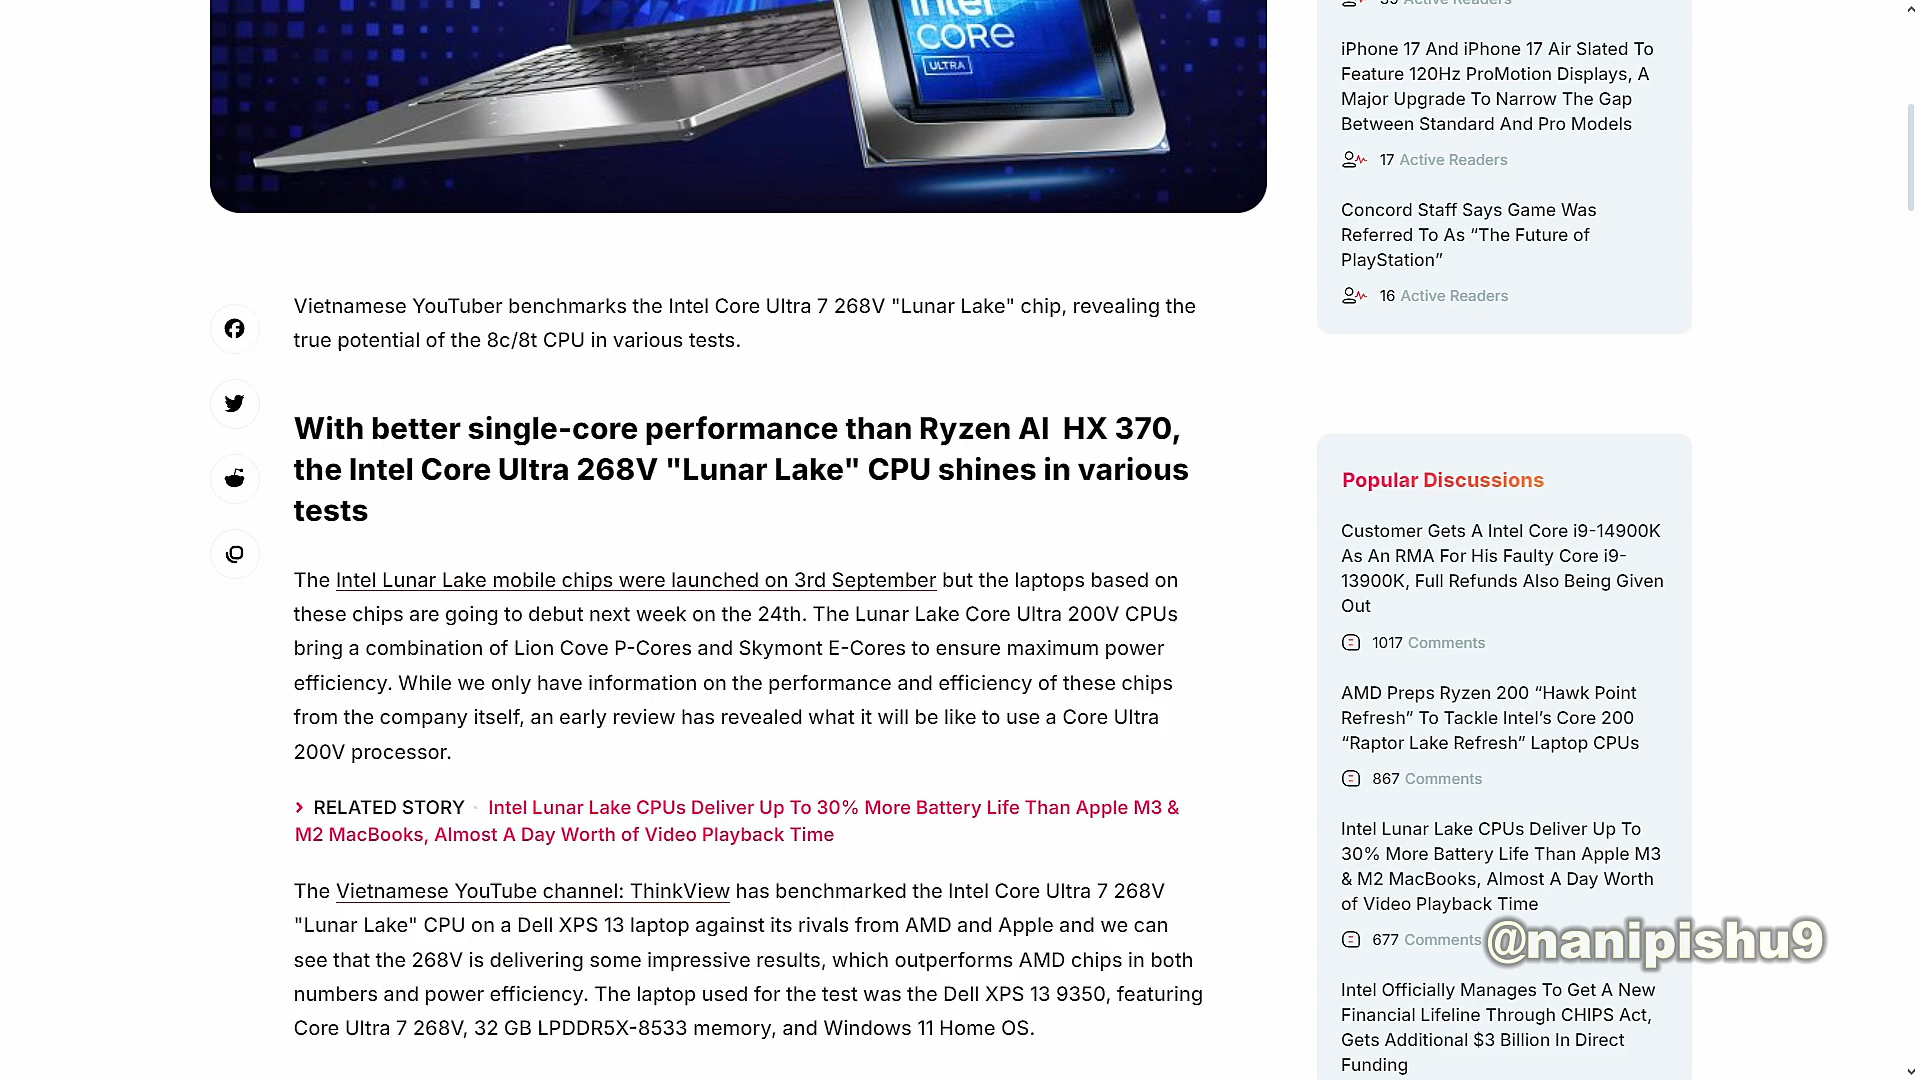 intel
CORE
ULTRA
Vietnamese YouTuber benchmarks the Intel Core Ultra 7 268V "Lunar Lake" chip, revealing the
true potential of the 8c/8t CPU in various tests.
With better single-core performance than Ryzen AI HX 370,
the Intel Core Ultra 268V "Lunar Lake" CPU shines in various
tests
The Intel Lunar Lake mobile chips were launched on 3rd September but the laptops based on
these chips are going to debut next week on the 24th. The Lunar Lake Core Ultra 200V CPUs
bring a combination of Lion Cove P-Cores and Skymont E-Cores to ensure maximum power
efficiency. While we only have information on the performance and efficiency of these chips
from the company itself, an early review has revealed what it will be like to use a Core Ultra
200V processor.
RELATED STORY Intel Lunar Lake CPUs Deliver Up To 30% More Battery Life Than Apple M3 &
M2 MacBooks, Almost A Day Worth of Video Playback Time
The Vietnamese YouTube channel: ThinkView has benchmarked the Intel Core Ultra 7 268V
"Lunar Lake" CPU on a Dell XPS 13 laptop against its rivals from AMD and Apple and we can
see that the 268V is delivering some impressive results, which outperforms AMD chips in both
numbers and power efficiency. The laptop used for the test was the Dell XPS 13 9350, featuring
Core Ultra 7 268V, 32 GB LPDDR5X-8533 memory, and Windows 11 Home OS.
39 Active Readers
iPhone 17 And iPhone 17 Air Slated To
Feature 120Hz ProMotion Displays, A
Major Upgrade To Narrow The Gap
Between Standard And Pro Models
17 Active Readers
Concord Staff Says Game Was
Referred To As “The Future of
PlayStation”
16 Active Readers
Popular Discussions
Customer Gets A Intel Core i9-14900K
As An RMA For His Faulty Core i9-
13900K, Full Refunds Also Being Given
Out
1017 Comments
AMD Preps Ryzen 200 “Hawk Point
Refresh” To Tackle Intel’s Core 200
“Raptor Lake Refresh” Laptop CPUs
867 Comments
Intel Lunar Lake CPUs Deliver Up To
30% More Battery Life Than Apple M3
& M2 MacBooks, Almost A Day Worth
of Video Playback Time
677 Comments
@nanipishu9
Intel Officially Manages To Get A New
Financial Lifeline Through CHIPS Act,
Gets Additional $3 Billion In Direct
Funding